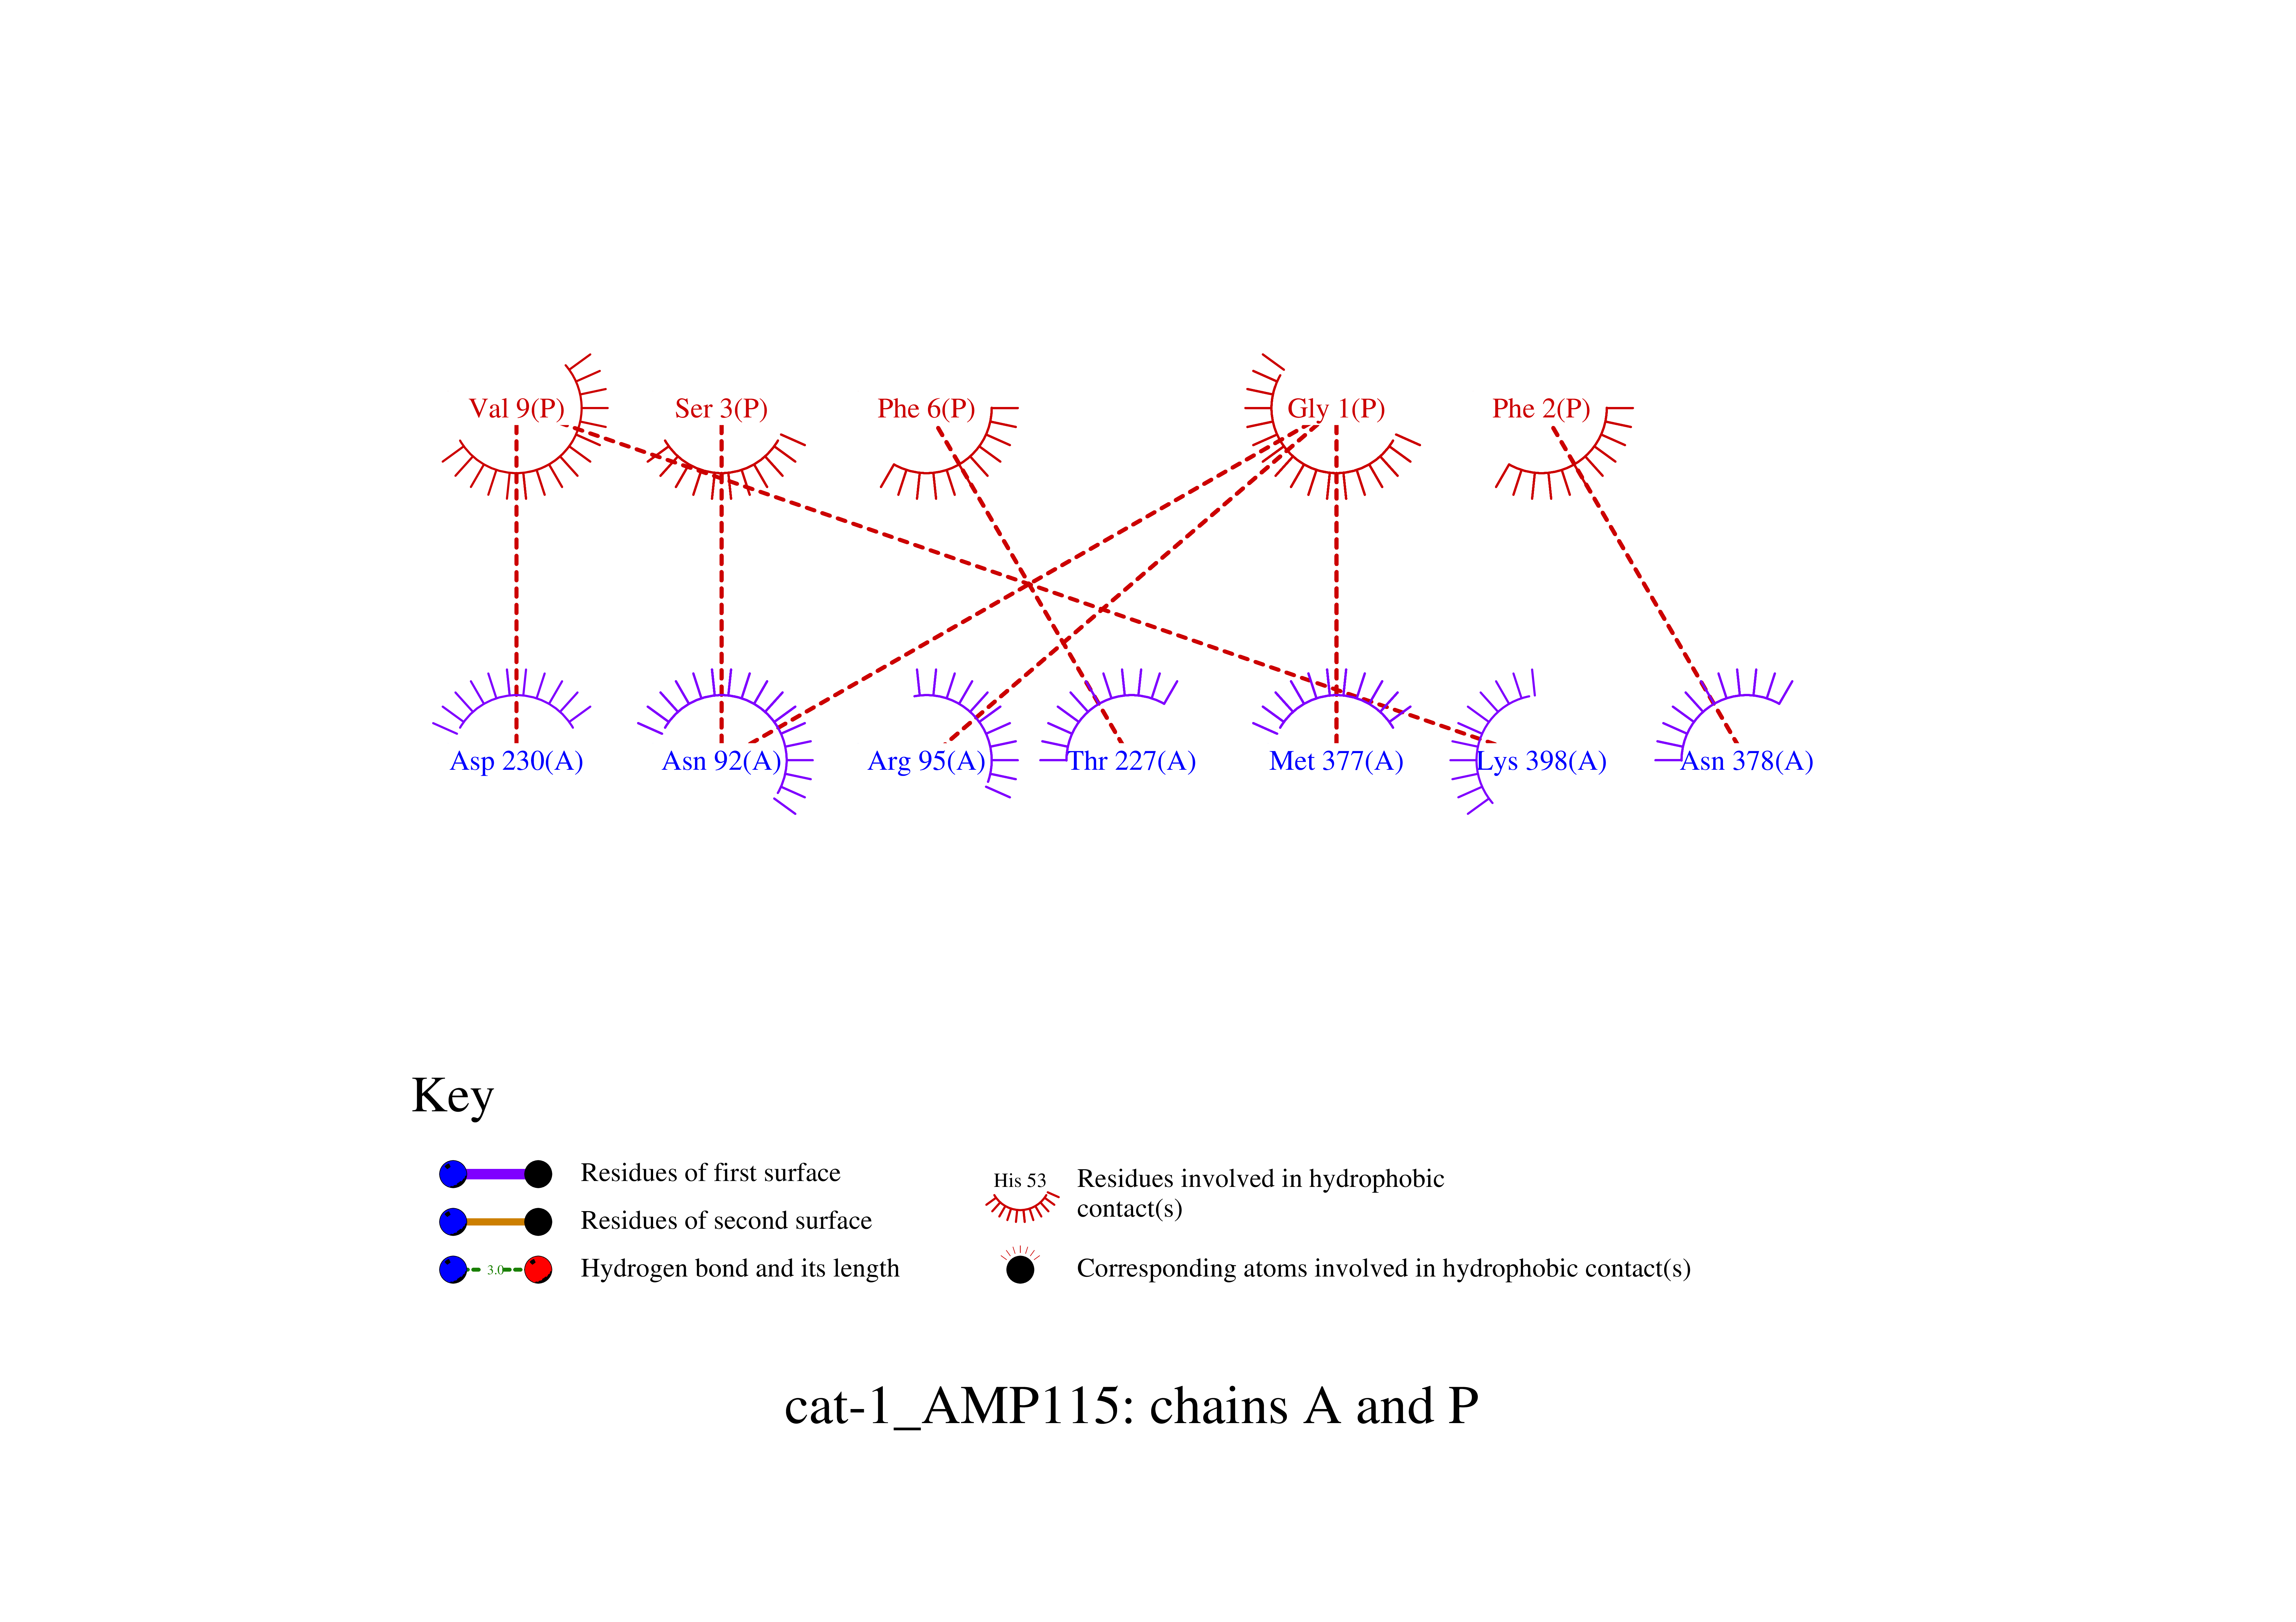 Val 9(P) Ser 3(P) Phe 6(P) Gly 1(P) Phe 2(P)
Asp 230(A) Asn 92(A) Arg 95(A) Thr 227(A) Met 377(A) Lys 398(A) Asn 378(A)
Key
Residues of first surface
Residues of second surface
3.0 Hydrogen bond and its length
His 53 Residues involved in hydrophobic
contact(s)
Corresponding atoms involved in hydrophobic contact(s)
cat-1_AMP115: chains A and P